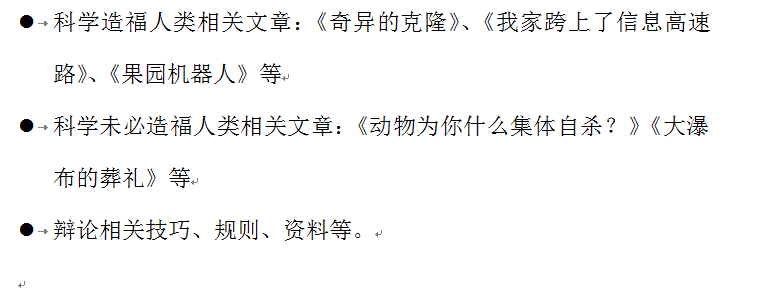 ● 科学造福人类相关文章：《奇异的克隆》、《我家跨上了信息高速
路》、《果园机器人》等
● 科学未必造福人类相关文章：《动物为你什么集体自杀？》《大瀑
布的葬礼》等
● 辩论相关技巧、规则、资料等。